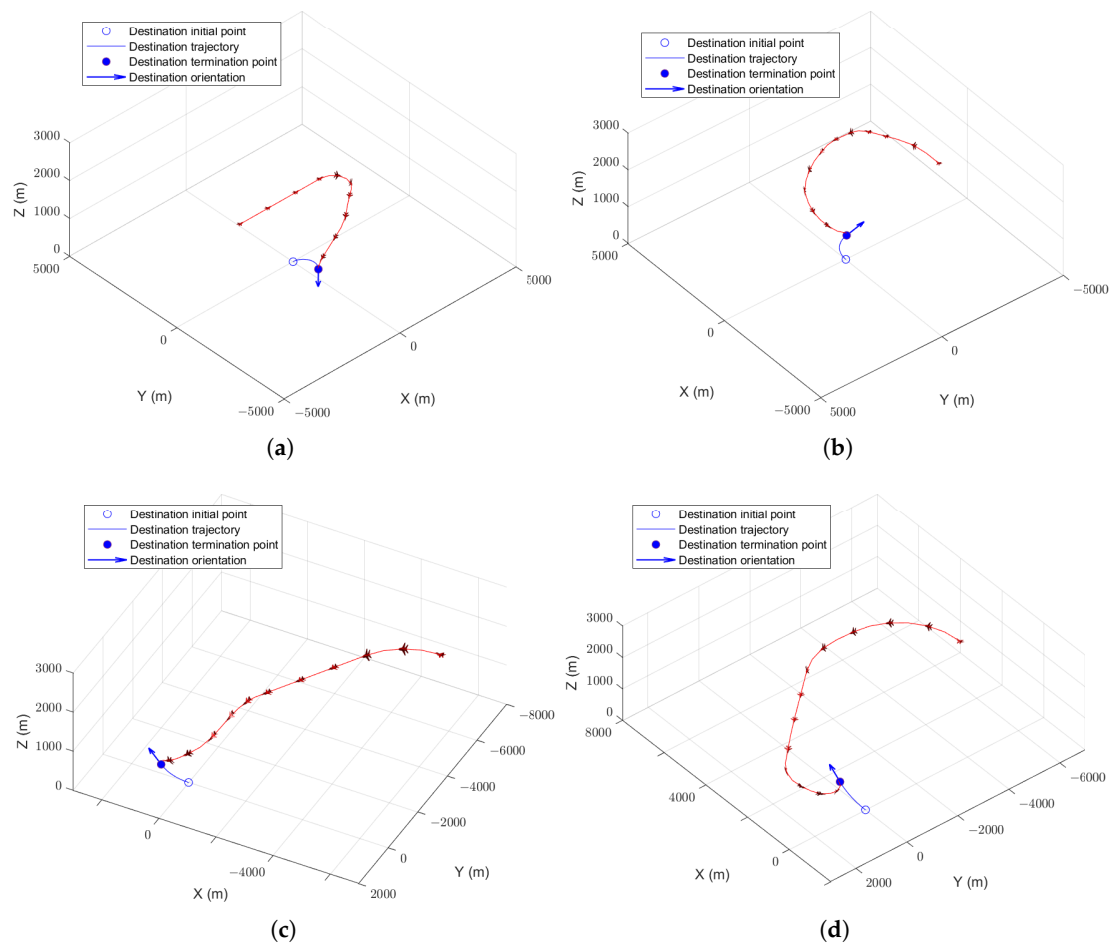 Destination initial point
Destination trajectory
Destination termination point
Destination orientation
3000
2000
1000
0
Z (m)
5000
0
−5000
Y (m)
−5000
0
5000
X (m)
(a)
Destination initial point
Destination trajectory
Destination termination point
Destination orientation
3000
2000
1000
0
Z (m)
5000
0
−5000
X (m)
5000
0
−5000
Y (m)
(b)
Destination initial point
Destination trajectory
Destination termination point
Destination orientation
3000
2000
1000
0
Z (m)
0
−4000
X (m)
2000
0
−2000
−4000
−6000
−8000
Y (m)
(c)
Destination initial point
Destination trajectory
Destination termination point
Destination orientation
3000
2000
1000
0
Z (m)
8000
4000
0
X (m)
2000
0
−2000
−4000
−6000
Y (m)
(d)